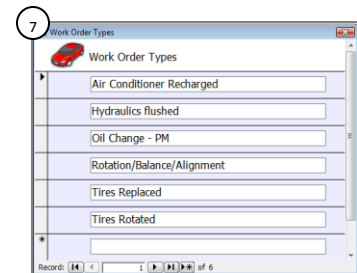 7
Work Order Types
Work Order Types
Air Conditioner Recharged
Hydraulics flushed
Oil Change - PM
Rotation/Balance/Alignment
Tires Replaced
Tires Rotated
Record: 1 of 6